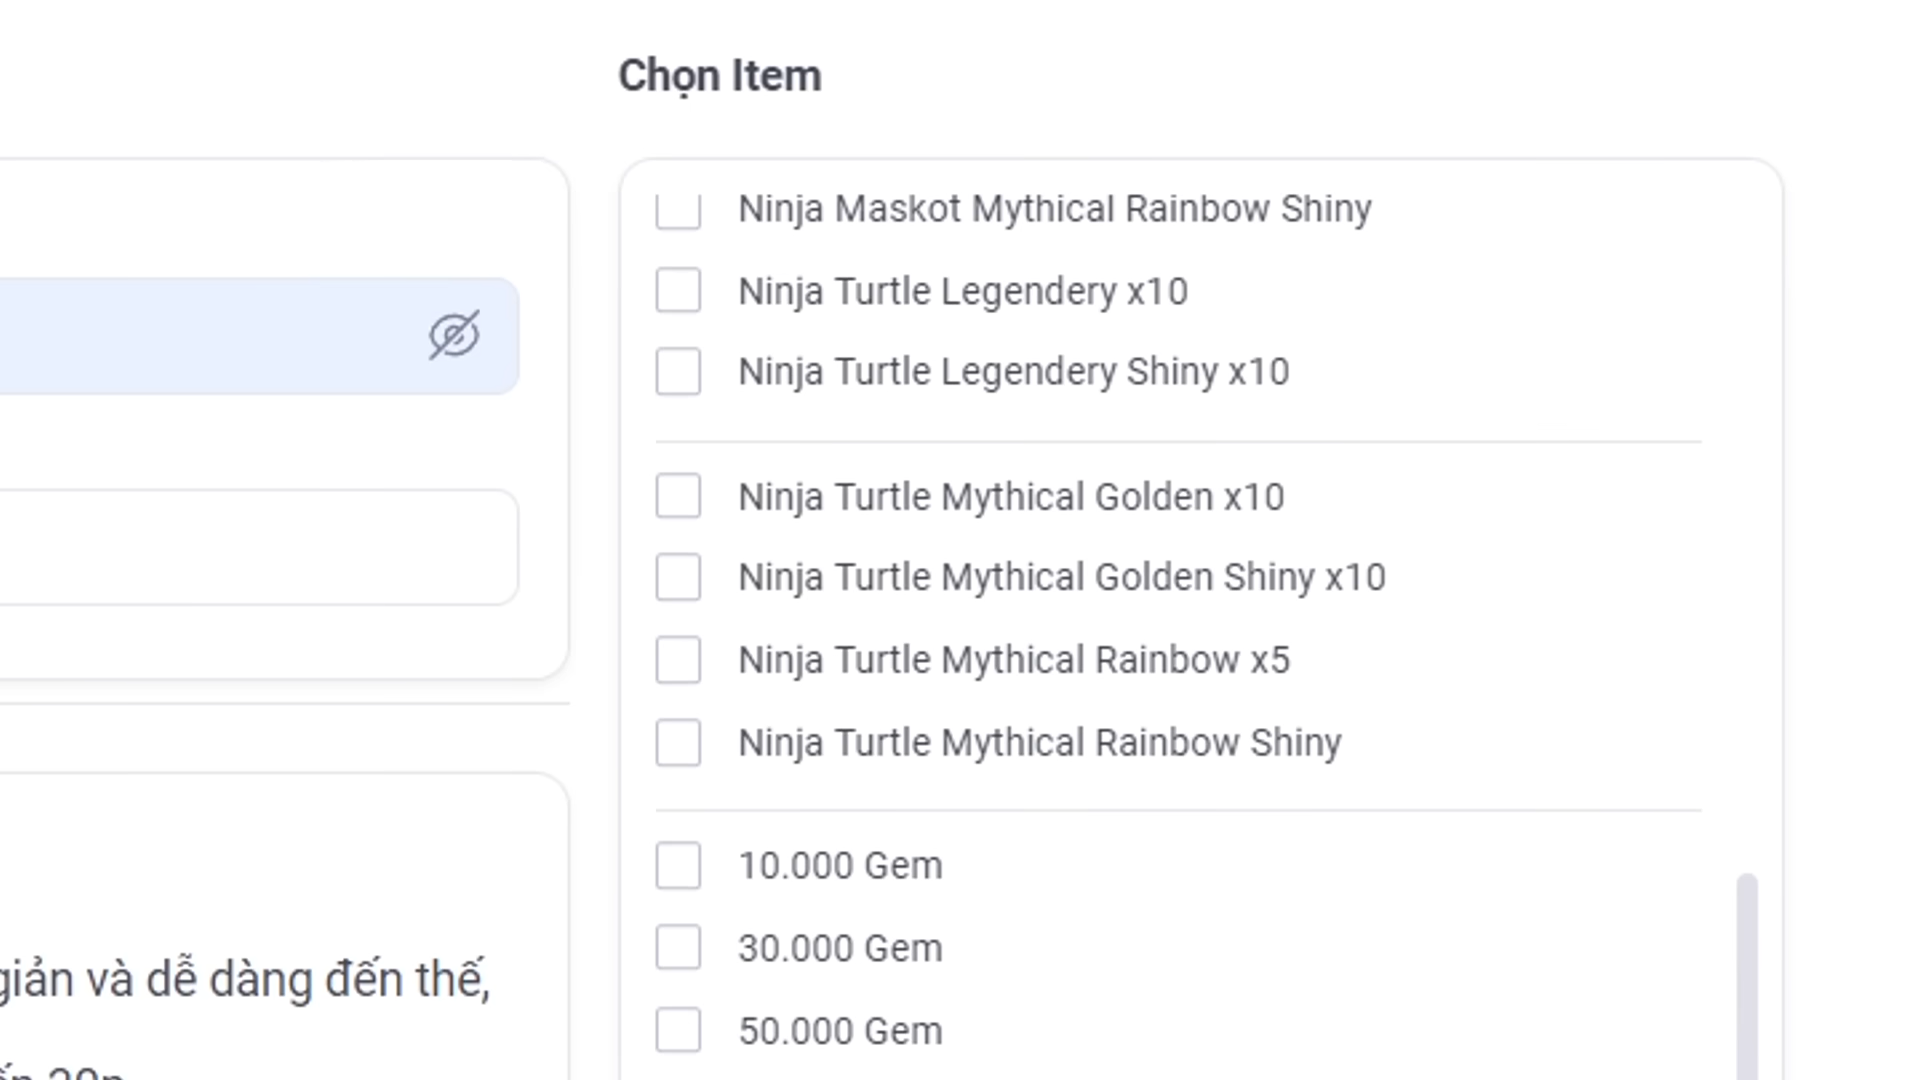 Chọn Item
Ninja Maskot Mythical Rainbow Shiny
Ninja Turtle Legendery x10
Ninja Turtle Legendery Shiny x10
Ninja Turtle Mythical Golden x10
Ninja Turtle Mythical Golden Shiny x10
Ninja Turtle Mythical Rainbow x5
Ninja Turtle Mythical Rainbow Shiny
10.000 Gem
30.000 Gem
50.000 Gem
giản và dễ dàng đến thế,